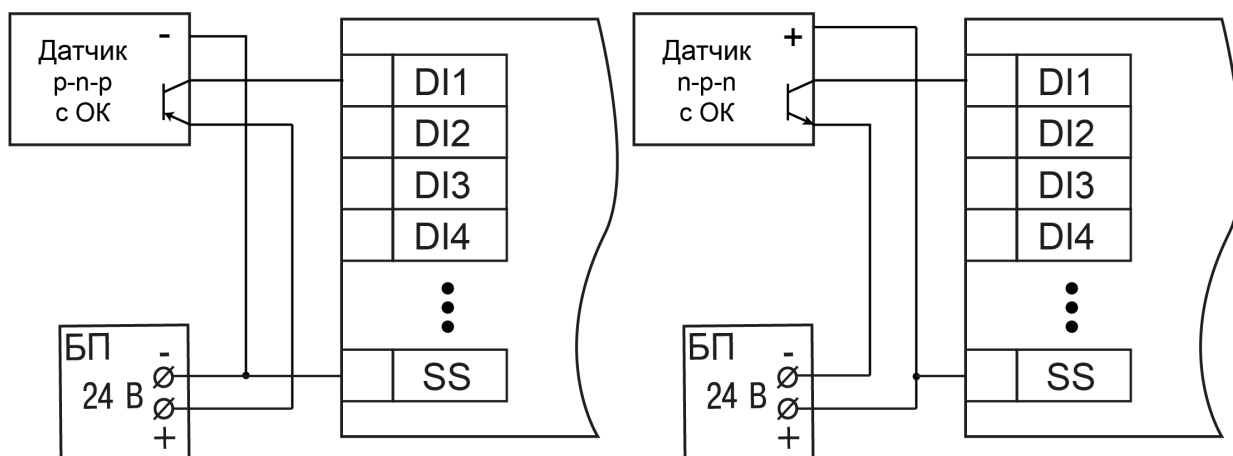 Датчик
p-n-p
с ОК
-
DI1
DI2
DI3
DI4
SS
БП
-
24 В
+
Датчик
n-p-n
с ОК
+
DI1
DI2
DI3
DI4
SS
БП
-
24 В
+